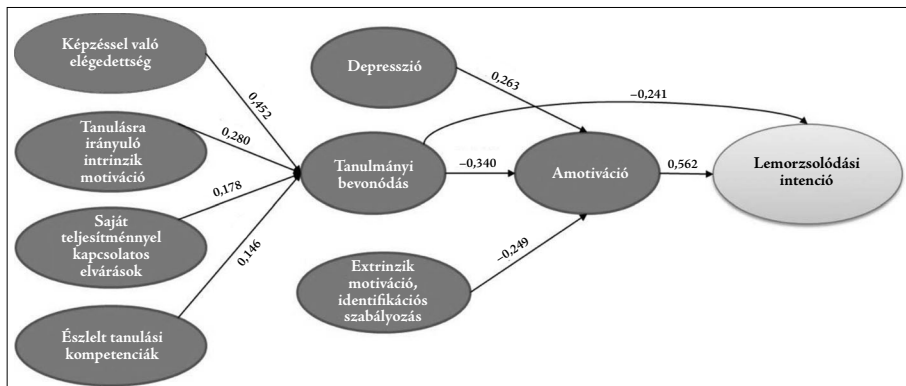 Képzéssel való
elégedettség
Tanulásra
irányuló
intrinzik
motiváció
Saját
teljesítménnyel
kapcsolatos
elvárások
Észlelt tanulási
kompetenciák
0,452
0,280
0,178
0,146
Depresszió
Tanulmányi
bevonódás
Extrinzik
motiváció,
identifikációs
szabályozás
0,263
–0,340
–0,249
–0,241
Amotiváció
0,562
Lemorzsolódási
intenció